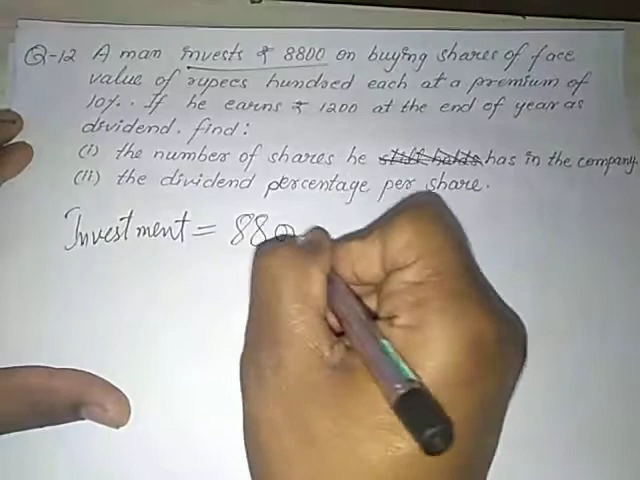 Q-12 A man invests ₹ 8800 on buying shares of face
value of rupees hundred each at a premium of
10%. If he earns ₹ 1200 at the end of year as
dividend. find:
(i) the number of shares he has in the company.
(ii) the dividend percentage per share.
Investment = 880